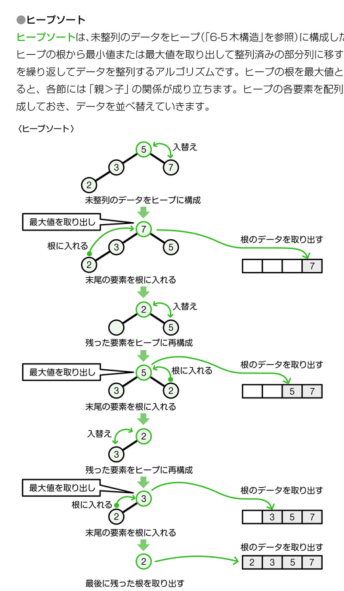 ●ヒープソート
ヒープソートは、未整列のデータをヒープ(「6-5 木構造」を参照)に構成した
ヒープの根から最小値または最大値を取り出して整列済みの部分列に移す
を繰り返してデータを整列するアルゴリズムです。ヒープの根を最大値と
ると、各節には「親＞子」の関係が成り立ちます。ヒープの各要素を配列
成しておき、データを並べ替えていきます。
〈ヒープソート〉
5 入替え
3 7
2
未整列のデータをヒープに構成
最大値を取り出し 7
根に入れる 3 5 根のデータを取り出す
2 7
末尾の要素を根に入れる
2 入替え
5
残った要素をヒープに再構成
最大値を取り出し 5 根に入れる 根のデータを取り出す
3 2 5 7
末尾の要素を根に入れる
入替え 2
3
残った要素をヒープに再構成
最大値を取り出し 3 根のデータを取り出す
根に入れる 2 3 5 7
末尾の要素を根に入れる
根のデータを取り出す
2 2 3 5 7
最後に残った根を取り出す